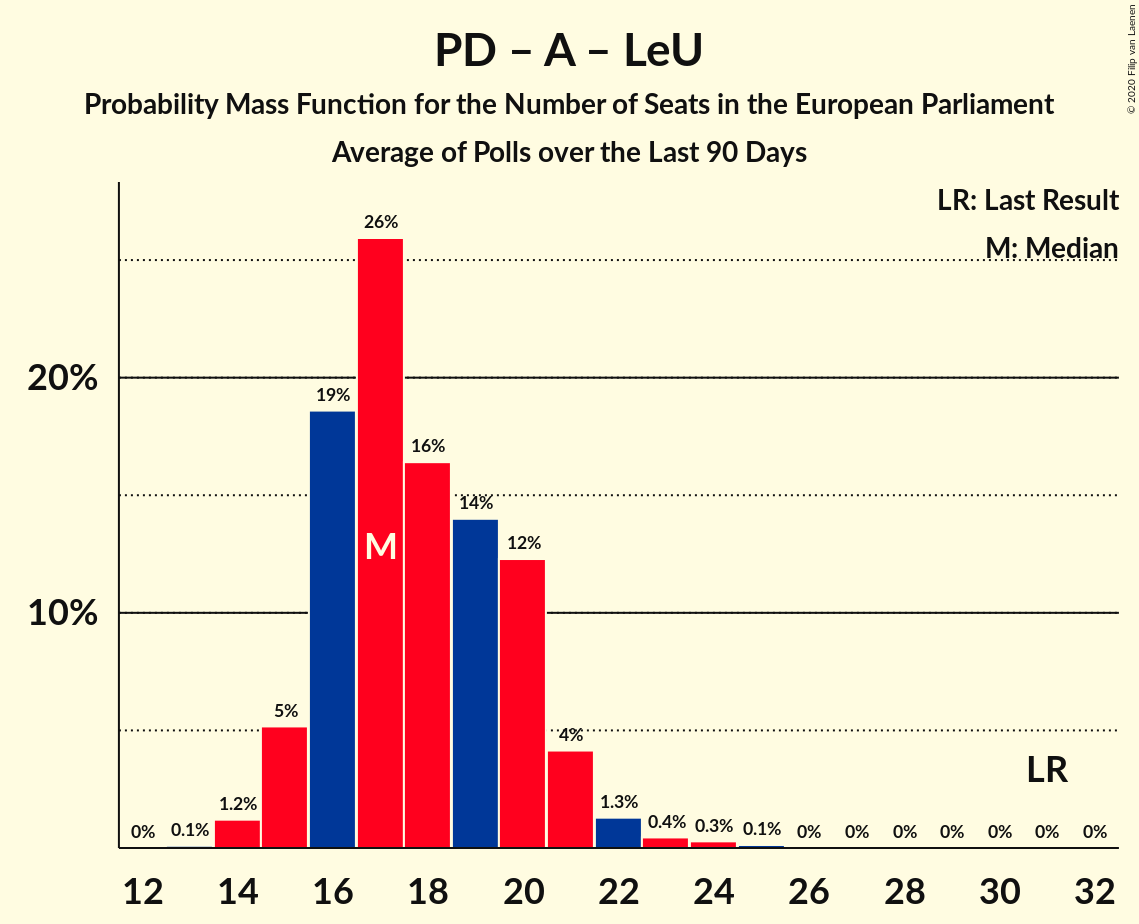 PD – A – LeU
Probability Mass Function for the Number of Seats in the European Parliament
Average of Polls over the Last 90 Days
© 2020 Filip van Laenen
LR: Last Result
M: Median
20%
10%
0%
0.1%
1.2%
5%
19%
26%
16%
14%
12%
4%
1.3%
0.4%
0.3%
0.1%
0%
0%
0%
0%
0%
0%
0%
M
LR
12 14 16 18 20 22 24 26 28 30 32